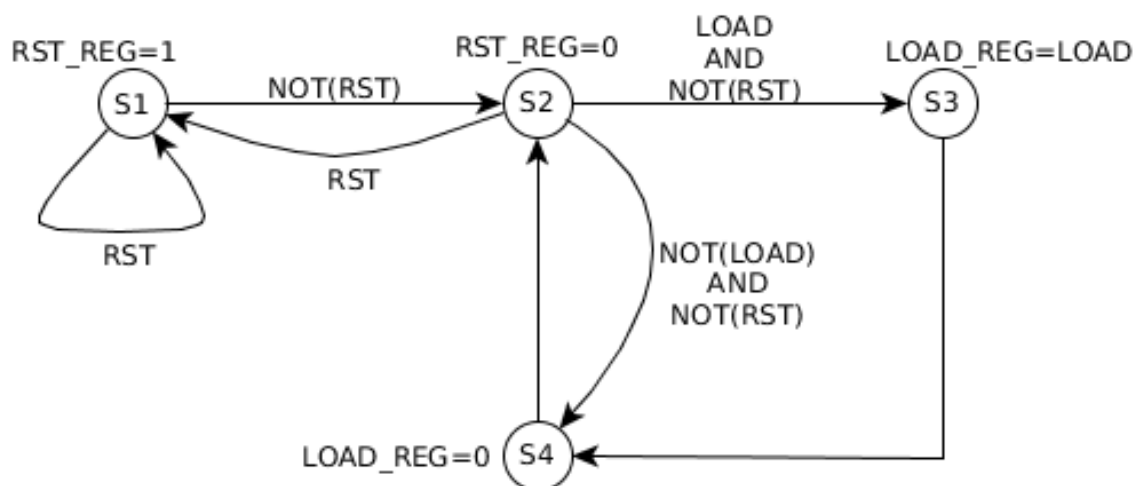 RST_REG=1
S1
NOT(RST)
RST
RST
RST_REG=0
S2
LOAD
AND
NOT(RST)
LOAD_REG=LOAD
S3
NOT(LOAD)
AND
NOT(RST)
LOAD_REG=0
S4